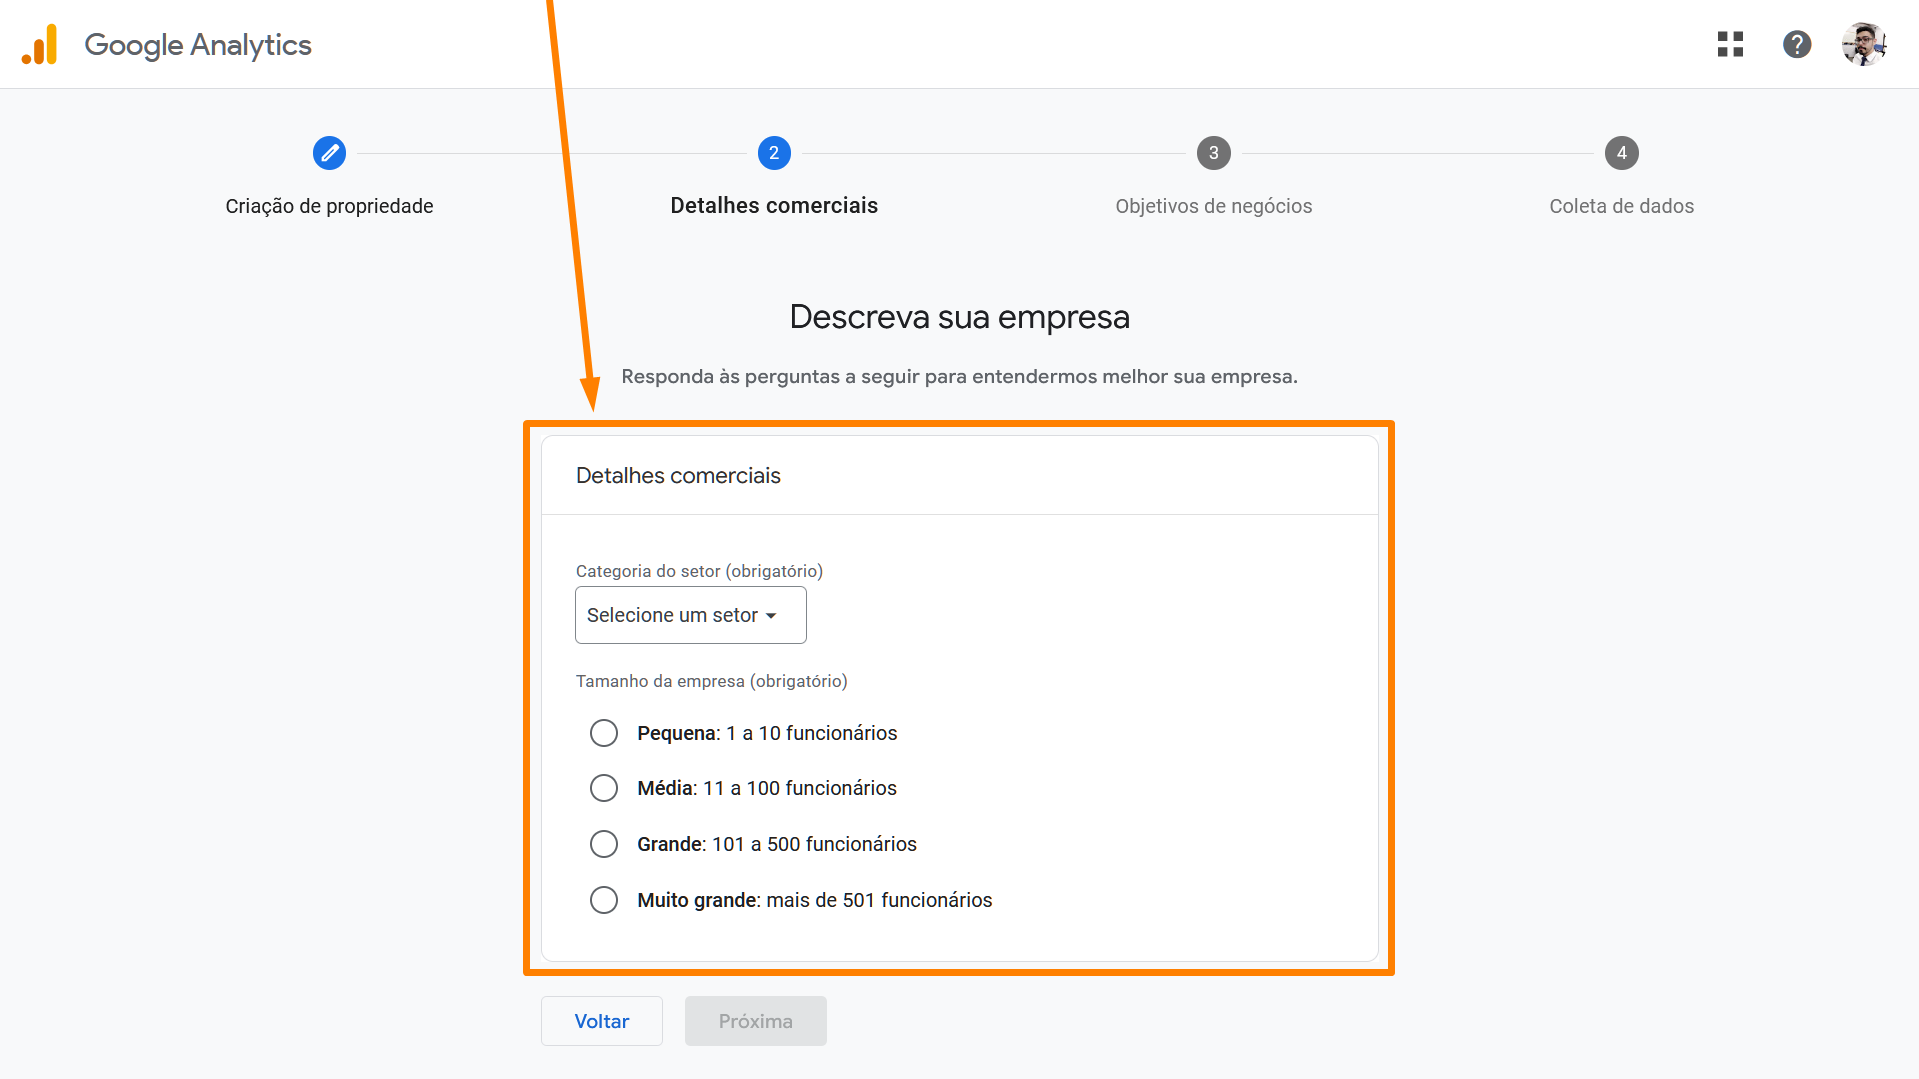 Google Analytics
?
2
3
4
Criação de propriedade
Detalhes comerciais
Objetivos de negócios
Coleta de dados
Descreva sua empresa
Responda às perguntas a seguir para entendermos melhor sua empresa.
Detalhes comerciais
Categoria do setor (obrigatório)
Selecione um setor
Tamanho da empresa (obrigatório)
Pequena: 1 a 10 funcionários
Média: 11 a 100 funcionários
Grande: 101 a 500 funcionários
Muito grande: mais de 501 funcionários
Voltar
Próxima